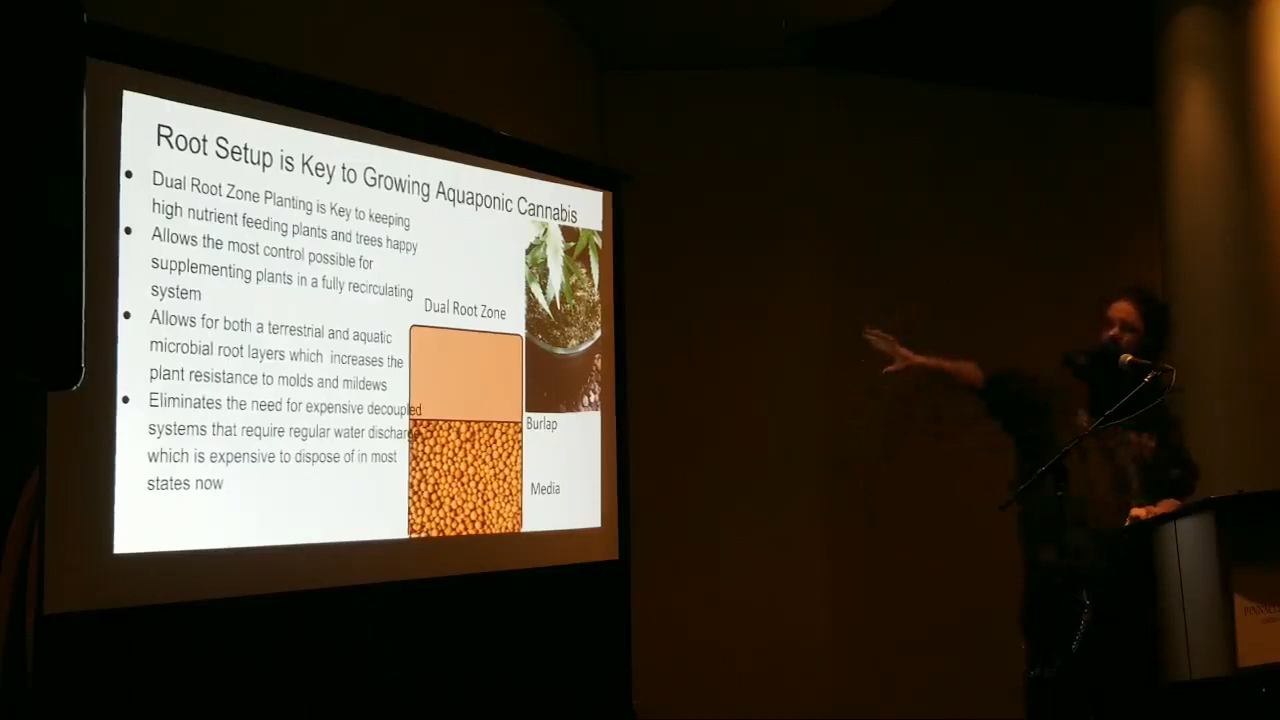 Root Setup is Key to Growing Aquaponic Cannabis
Dual Root Zone Planting is Key to keeping
high nutrient feeding plants and trees happy
Allows the most control possible for
supplementing plants in a fully recirculating
system
Allows for both a terrestrial and aquatic
microbial root layers which increases the
plant resistance to molds and mildews
Eliminates the need for expensive decoupled
systems that require regular water discharge
which is expensive to dispose of in most
states now
Dual Root Zone
Burlap
Media